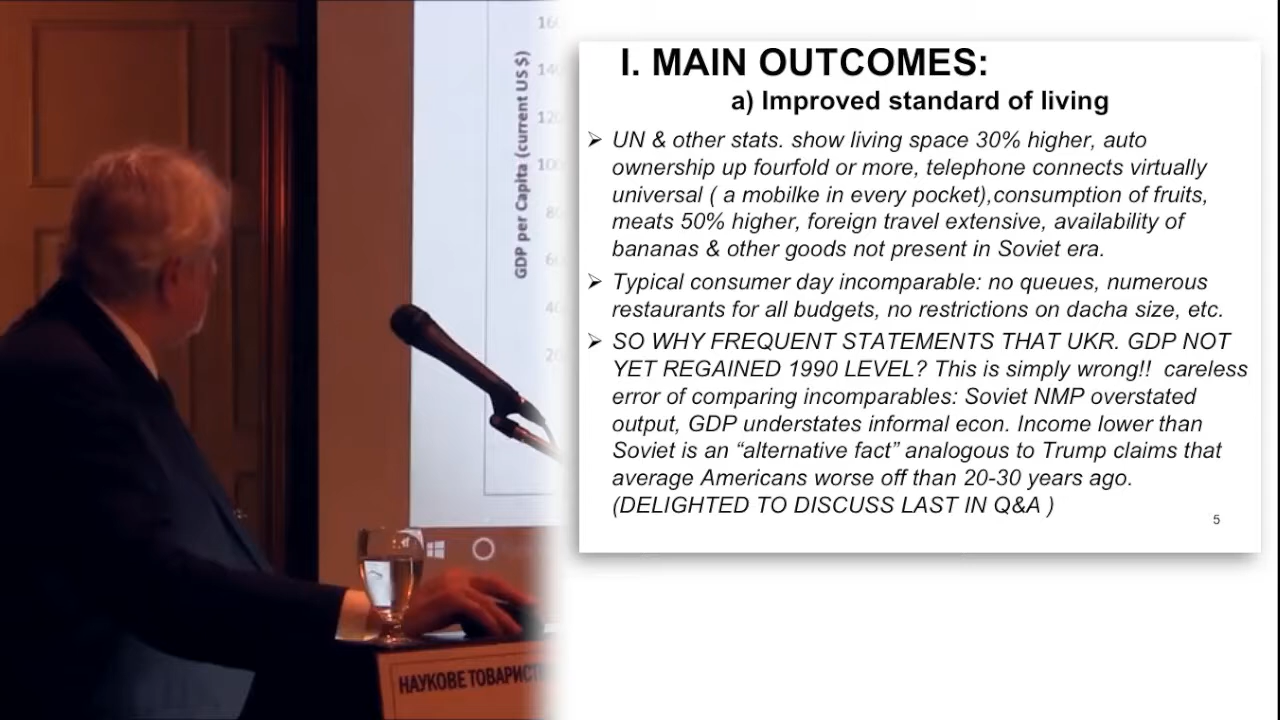 GDP per Capita (current US $)
I. MAIN OUTCOMES:
a) Improved standard of living
➢ UN & other stats. show living space 30% higher, auto
ownership up fourfold or more, telephone connects virtually
universal ( a mobilke in every pocket),consumption of fruits,
meats 50% higher, foreign travel extensive, availability of
bananas & other goods not present in Soviet era.
➢ Typical consumer day incomparable: no queues, numerous
restaurants for all budgets, no restrictions on dacha size, etc.
➢ SO WHY FREQUENT STATEMENTS THAT UKR. GDP NOT
YET REGAINED 1990 LEVEL? This is simply wrong!! careless
error of comparing incomparables: Soviet NMP overstated
output, GDP understates informal econ. Income lower than
Soviet is an “alternative fact” analogous to Trump claims that
average Americans worse off than 20-30 years ago.
(DELIGHTED TO DISCUSS LAST IN Q&A )
5
НАУКОВЕ